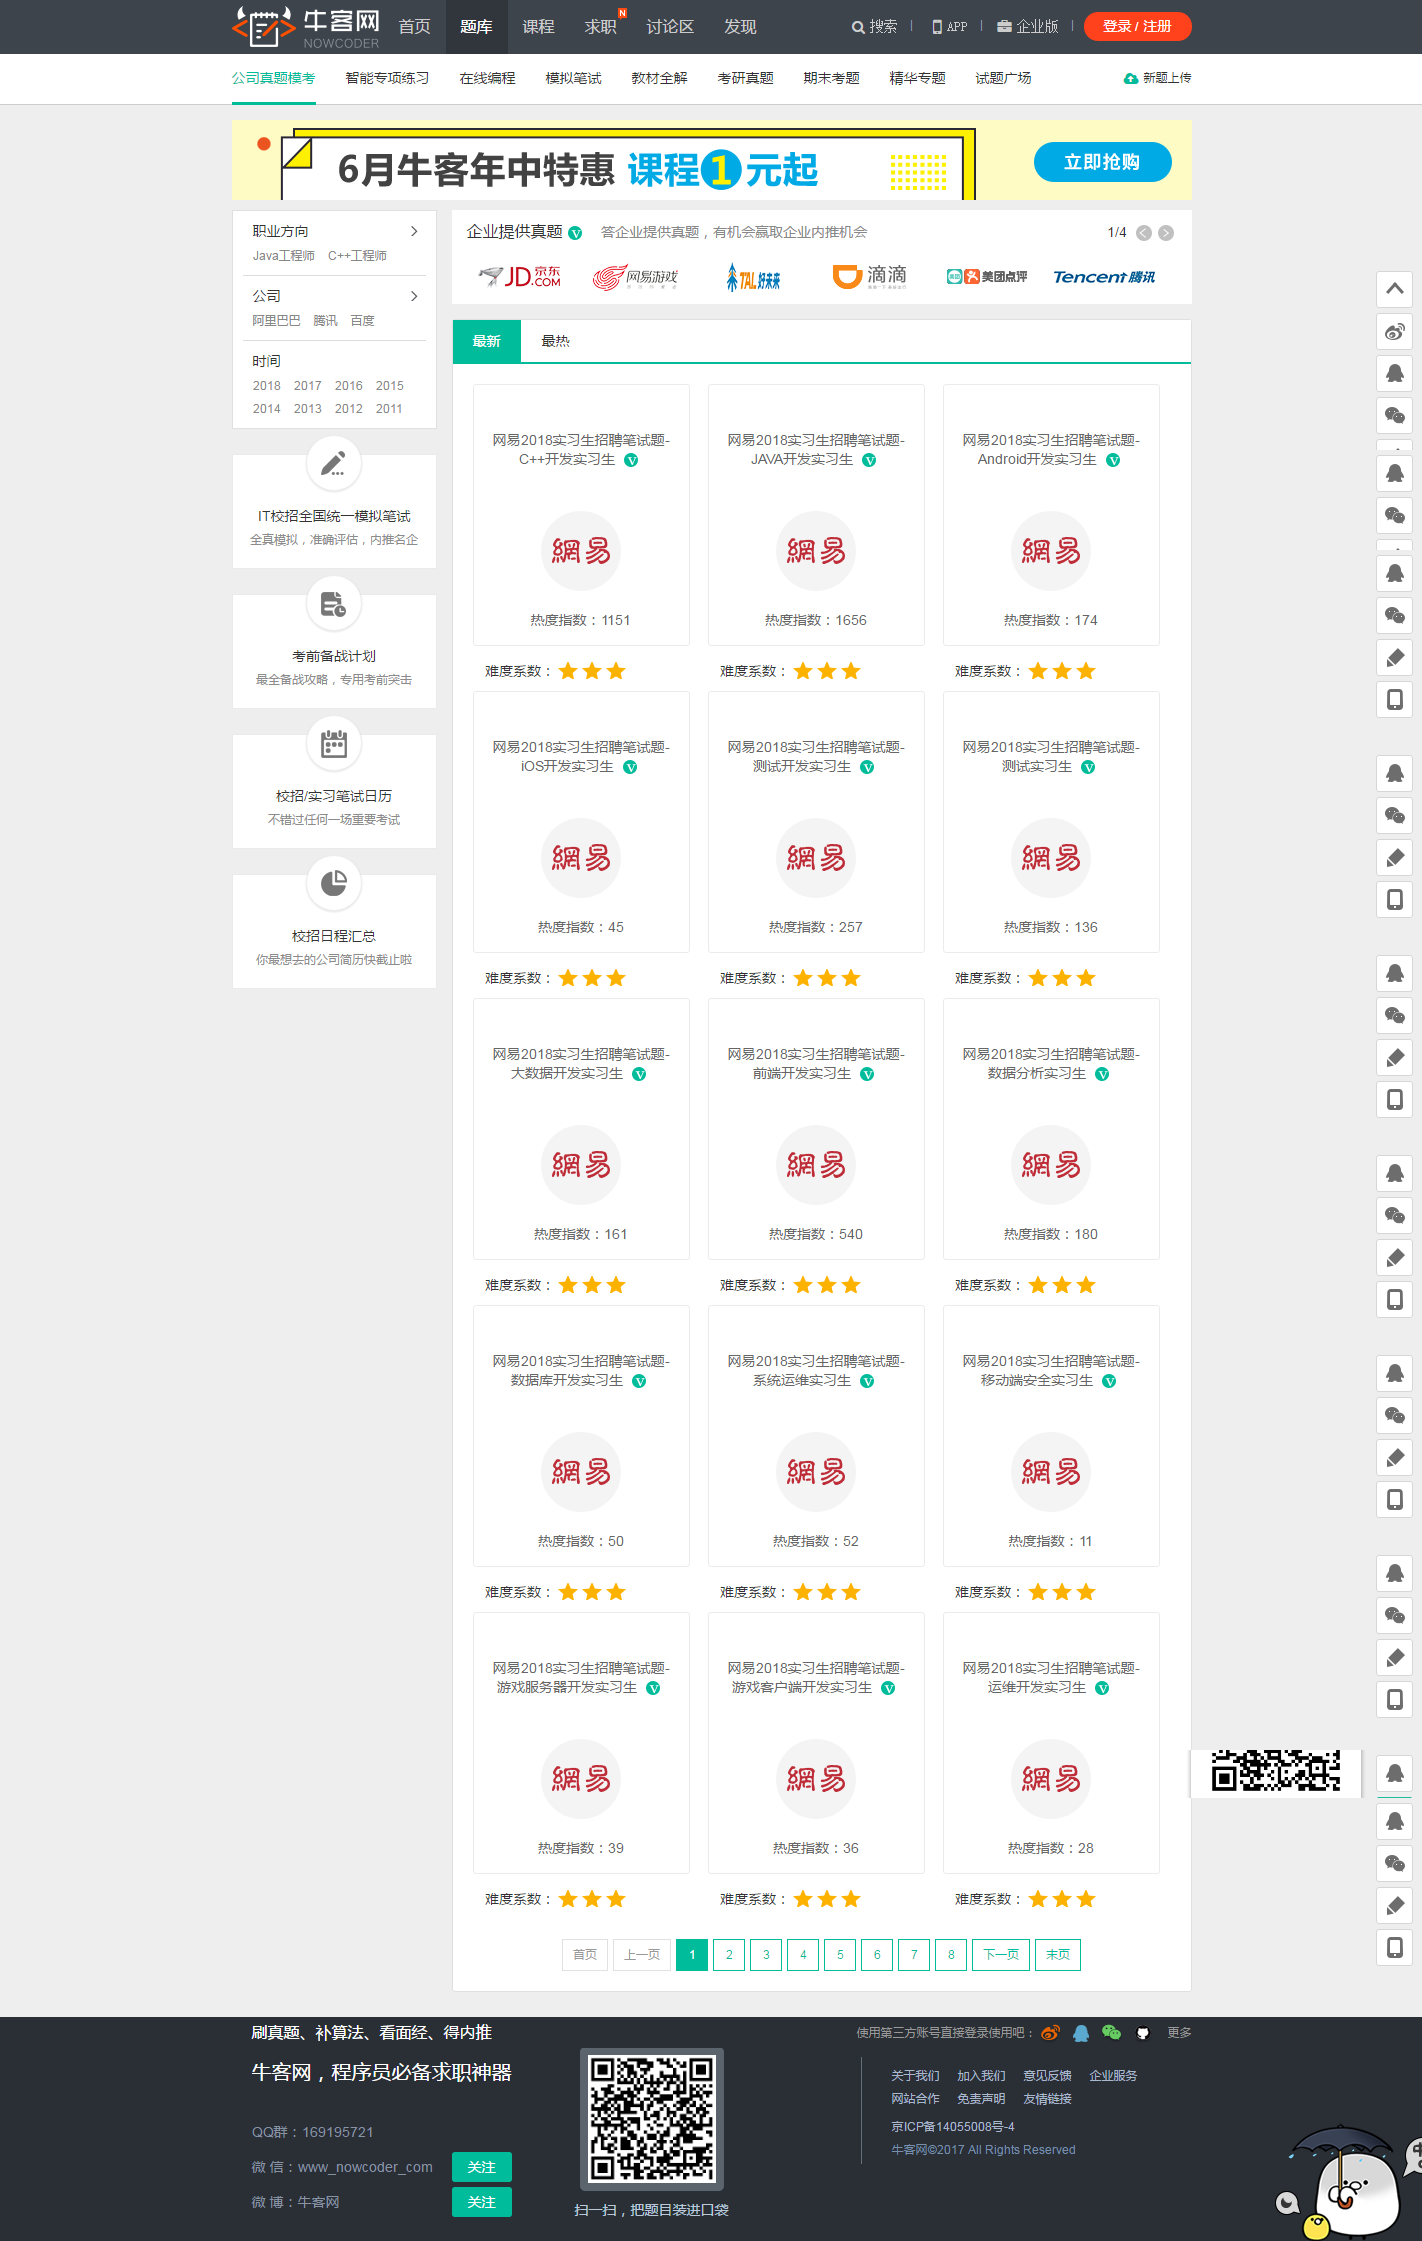 牛客网
NOWCODER
首页 题库 课程 求职 N 讨论区 发现
搜索 APP 企业版 登录 / 注册
公司真题模考 智能专项练习 在线编程 模拟笔试 教材全解 考研真题 期末考题 精华专题 试题广场 新题上传
6月牛客年中特惠 课程1元起 立即抢购
职业方向
Java工程师 C++工程师
公司
阿里巴巴 腾讯 百度
时间
2018 2017 2016 2015
2014 2013 2012 2011
IT校招全国统一模拟笔试
全真模拟，准确评估，内推名企
考前备战计划
最全备战攻略，专用考前突击
校招/实习笔试日历
不错过任何一场重要考试
校招日程汇总
你最想去的公司简历快截止啦
企业提供真题 V 答企业提供真题，有机会赢取企业内推机会 1/4
JD京东.COM 网易游戏 TAL好未来 滴滴 美团点评 Tencent 腾讯
最新 最热
网易2018实习生招聘笔试题-
C++开发实习生 V
網易
热度指数：1151
难度系数：
网易2018实习生招聘笔试题-
JAVA开发实习生 V
網易
热度指数：1656
难度系数：
网易2018实习生招聘笔试题-
Android开发实习生 V
網易
热度指数：174
难度系数：
网易2018实习生招聘笔试题-
iOS开发实习生 V
網易
热度指数：45
难度系数：
网易2018实习生招聘笔试题-
测试开发实习生 V
網易
热度指数：257
难度系数：
网易2018实习生招聘笔试题-
测试实习生 V
網易
热度指数：136
难度系数：
网易2018实习生招聘笔试题-
大数据开发实习生 V
網易
热度指数：161
难度系数：
网易2018实习生招聘笔试题-
前端开发实习生 V
網易
热度指数：540
难度系数：
网易2018实习生招聘笔试题-
数据分析实习生 V
網易
热度指数：180
难度系数：
网易2018实习生招聘笔试题-
数据库开发实习生 V
網易
热度指数：50
难度系数：
网易2018实习生招聘笔试题-
系统运维实习生 V
網易
热度指数：52
难度系数：
网易2018实习生招聘笔试题-
移动端安全实习生 V
網易
热度指数：11
难度系数：
网易2018实习生招聘笔试题-
游戏服务器开发实习生 V
網易
热度指数：39
难度系数：
网易2018实习生招聘笔试题-
游戏客户端开发实习生 V
網易
热度指数：36
难度系数：
网易2018实习生招聘笔试题-
运维开发实习生 V
網易
热度指数：28
难度系数：
首页 上一页 1 2 3 4 5 6 7 8 下一页 末页
刷真题、补算法、看面经、得内推
牛客网，程序员必备求职神器
QQ群：169195721
微 信：www_nowcoder_com 关注
微 博：牛客网 关注
扫一扫，把题目装进口袋
使用第三方账号直接登录使用吧： 更多
关于我们 加入我们 意见反馈 企业服务
网站合作 免责声明 友情链接
京ICP备14055008号-4
牛客网©2017 All Rights Reserved